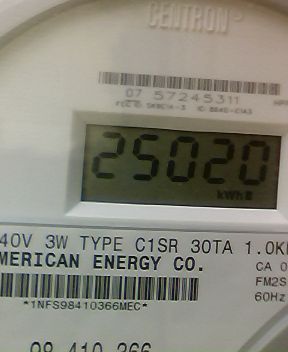 CENTRON
07 57245311
25020
kWh
40V 3W TYPE C1SR 30TA 1.0K
MERICAN ENERGY CO.
CA 0
FM2S
60Hz
*1NFS98410366MEC*
98 410 366